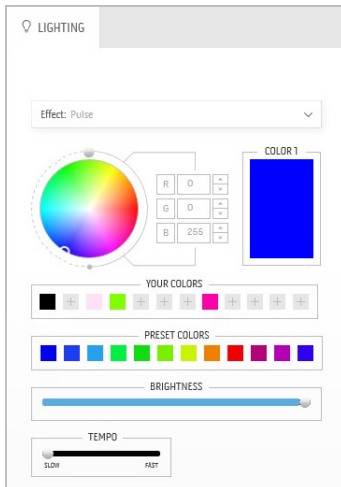 LIGHTING
Effect: Pulse
COLOR 1
R 0
G 0
B 255
YOUR COLORS
PRESET COLORS
BRIGHTNESS
TEMPO
SLOW FAST